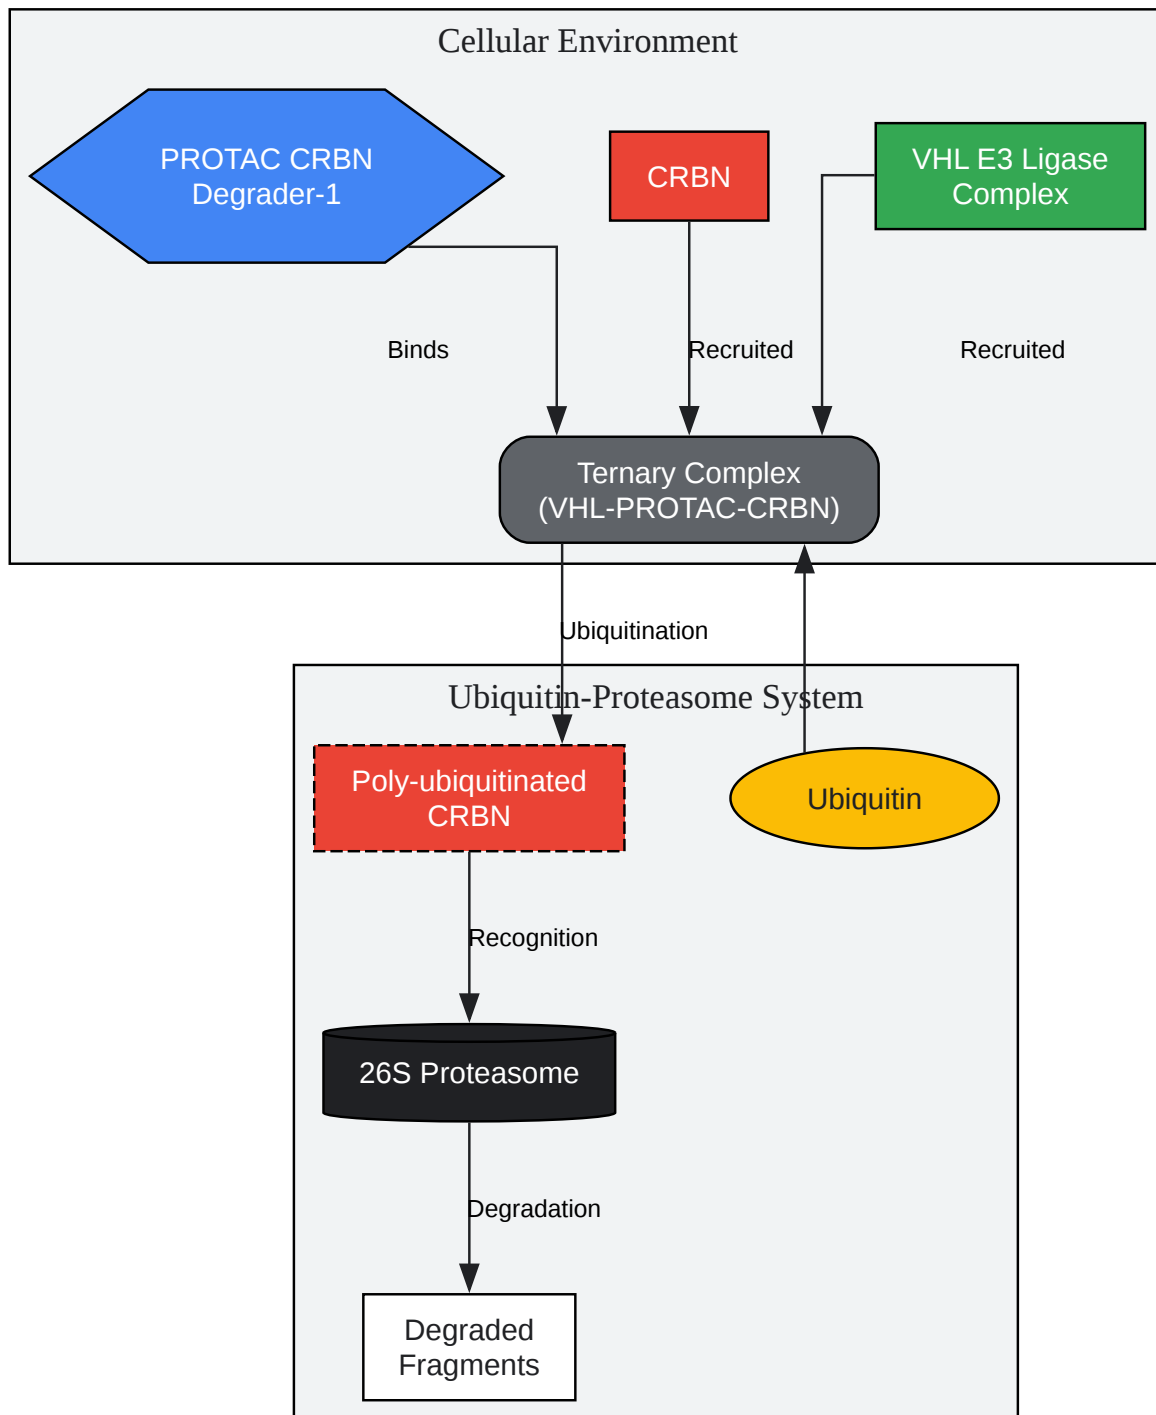 Cellular Environment
PROTAC CRBN
Degrader-1
CRBN
VHL E3 Ligase
Complex
Binds
Recruited
Recruited
Ternary Complex
(VHL-PROTAC-CRBN)
Ubiquitination
Ubiquitin-Proteasome System
Poly-ubiquitinated
CRBN
Ubiquitin
Recognition
26S Proteasome
Degradation
Degraded
Fragments